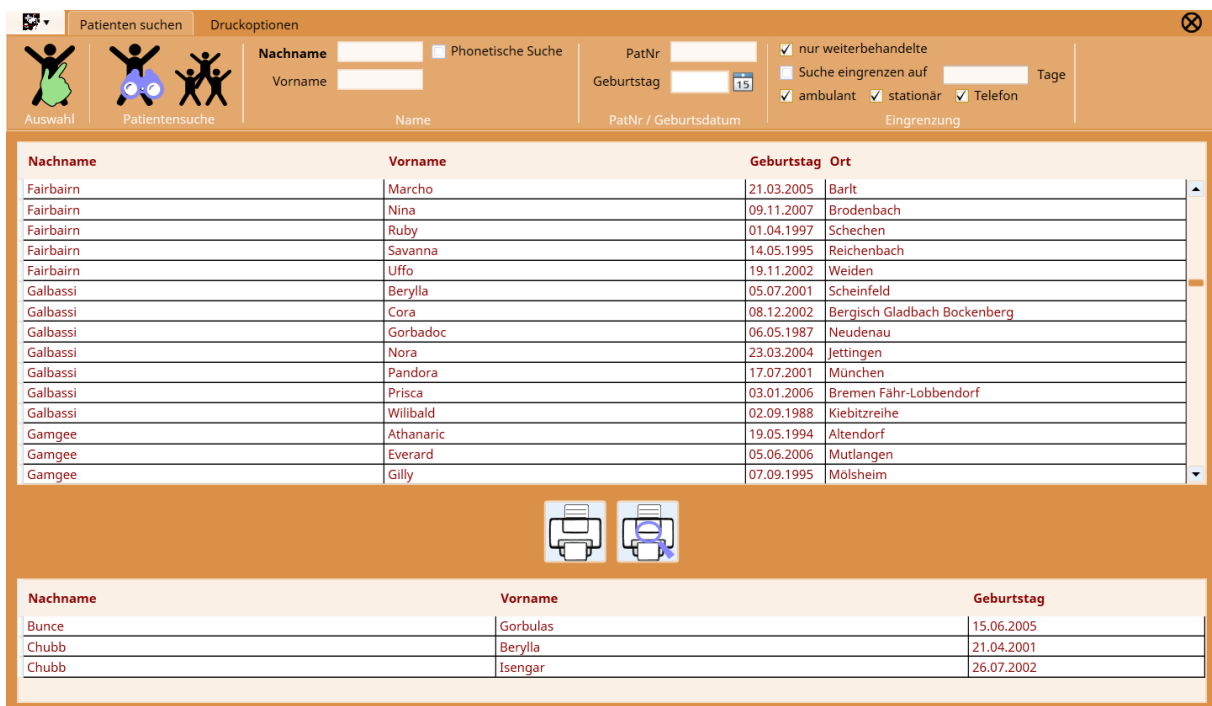 Patienten suchen Druckoptionen
Nachname Phonetische Suche PatNr nur weiterbehandelte
Vorname Geburtstag 15 Suche eingrenzen auf Tage
ambulant stationär Telefon
Auswahl Patientensuche Name PatNr / Geburtsdatum Eingrenzung
Nachname Vorname Geburtstag Ort
Fairbairn Marcho 21.03.2005 Barlt
Fairbairn Nina 09.11.2007 Brodenbach
Fairbairn Ruby 01.04.1997 Schechen
Fairbairn Savanna 14.05.1995 Reichenbach
Fairbairn Uffo 19.11.2002 Weiden
Galbassi Berylla 05.07.2001 Scheinfeld
Galbassi Cora 08.12.2002 Bergisch Gladbach Bockenberg
Galbassi Gorbadoc 06.05.1987 Neudenau
Galbassi Nora 23.03.2004 Jettingen
Galbassi Pandora 17.07.2001 München
Galbassi Prisca 03.01.2006 Bremen Fähr-Lobbendorf
Galbassi Wilibald 02.09.1988 Kiebitzreihe
Gamgee Athanaric 19.05.1994 Altendorf
Gamgee Everard 05.06.2006 Mutlangen
Gamgee Gilly 07.09.1995 Mölsheim
Nachname Vorname Geburtstag
Bunce Gorbulas 15.06.2005
Chubb Berylla 21.04.2001
Chubb Isengar 26.07.2002